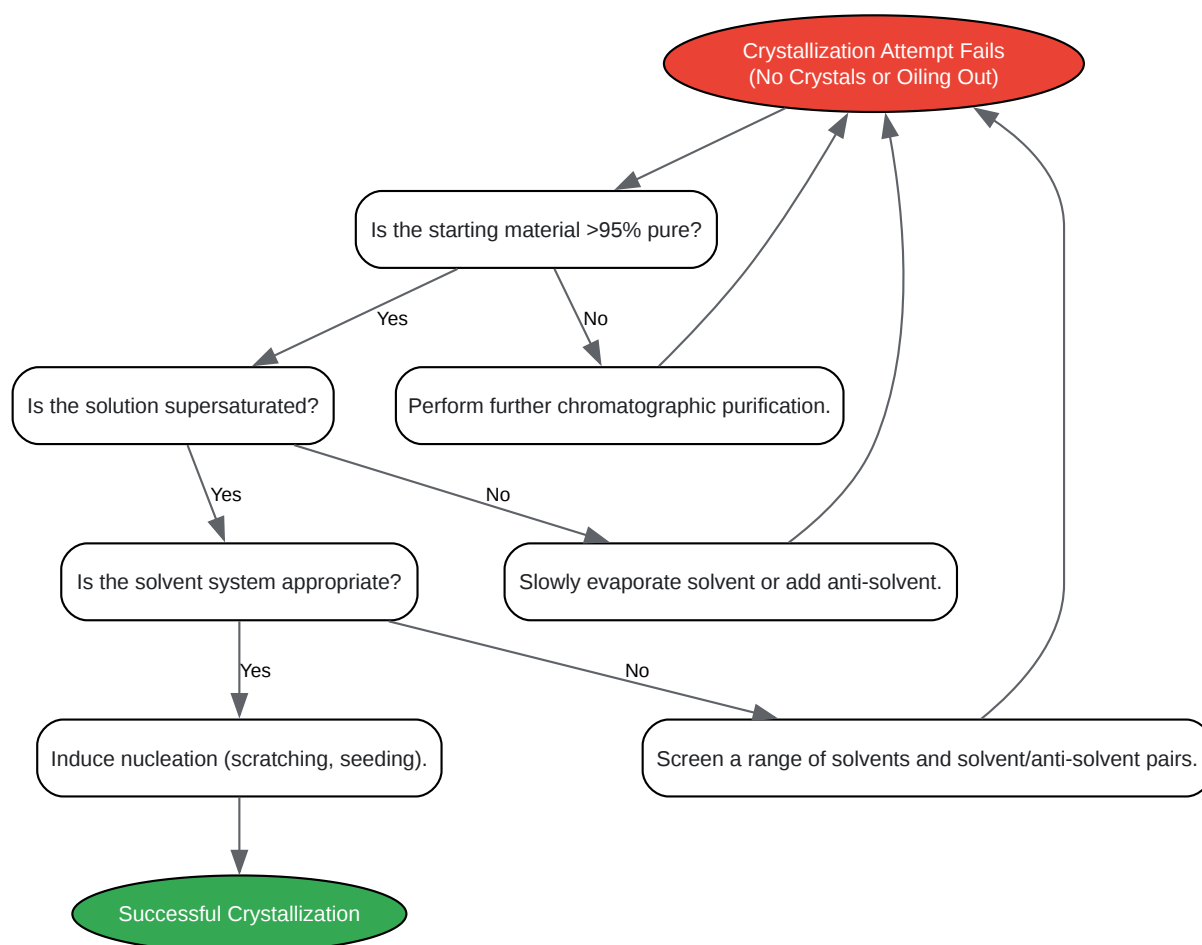 Crystallization Attempt Fails
(No Crystals or Oiling Out)
Is the starting material >95% pure?
Yes
No
Is the solution supersaturated?
Perform further chromatographic purification.
Yes
No
Is the solvent system appropriate?
Slowly evaporate solvent or add anti-solvent.
Yes
No
Induce nucleation (scratching, seeding).
Screen a range of solvents and solvent/anti-solvent pairs.
Successful Crystallization